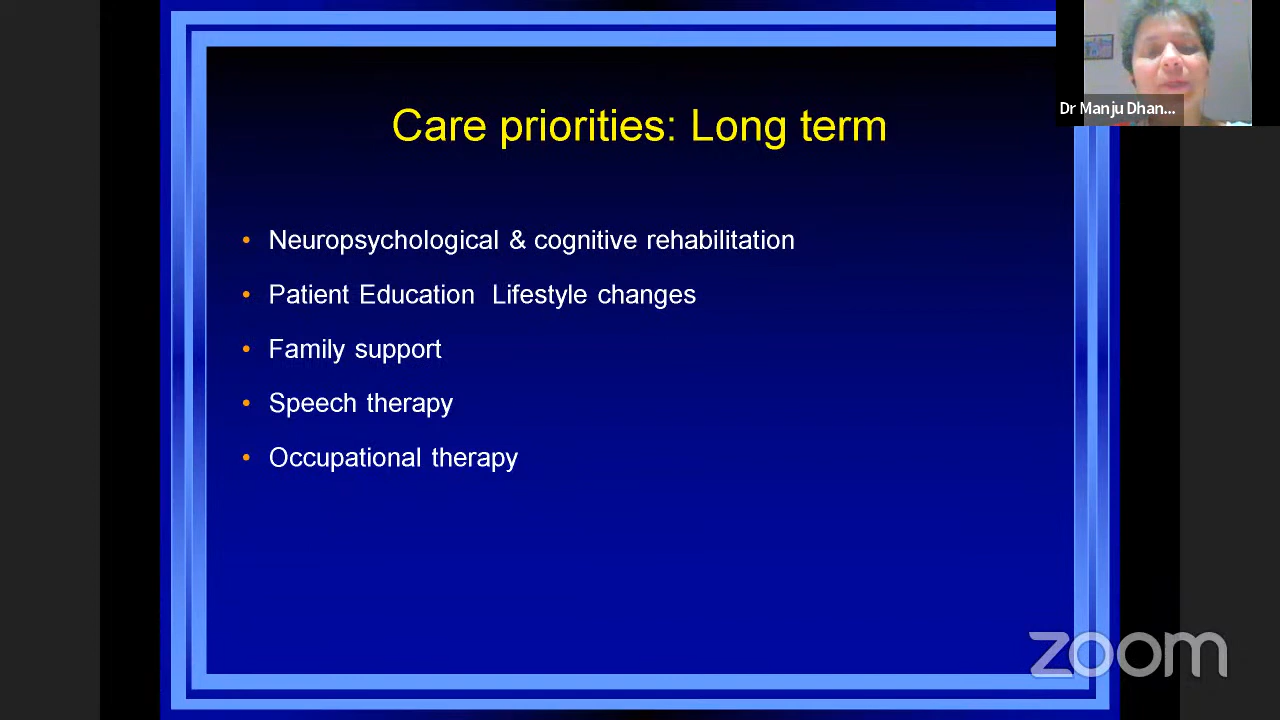 Dr Manju Dhan...
Care priorities: Long term
• Neuropsychological & cognitive rehabilitation
• Patient Education  Lifestyle changes
• Family support
• Speech therapy
• Occupational therapy
zoom